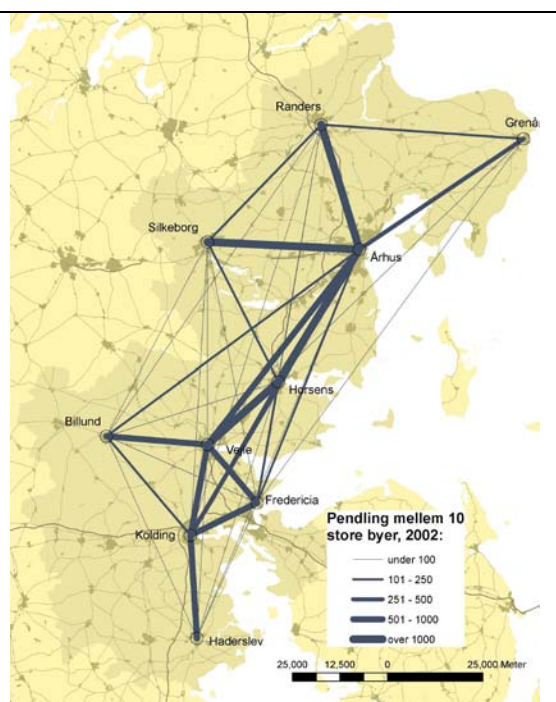 Randers
Grenå
Silkeborg
Århus
Horsens
Billund
Vejle
Fredericia
Kolding
Haderslev
Pendling mellem 10
store byer, 2002:
under 100
101 - 250
251 - 500
501 - 1000
over 1000
25,000 12,500 0 25,000 Meter